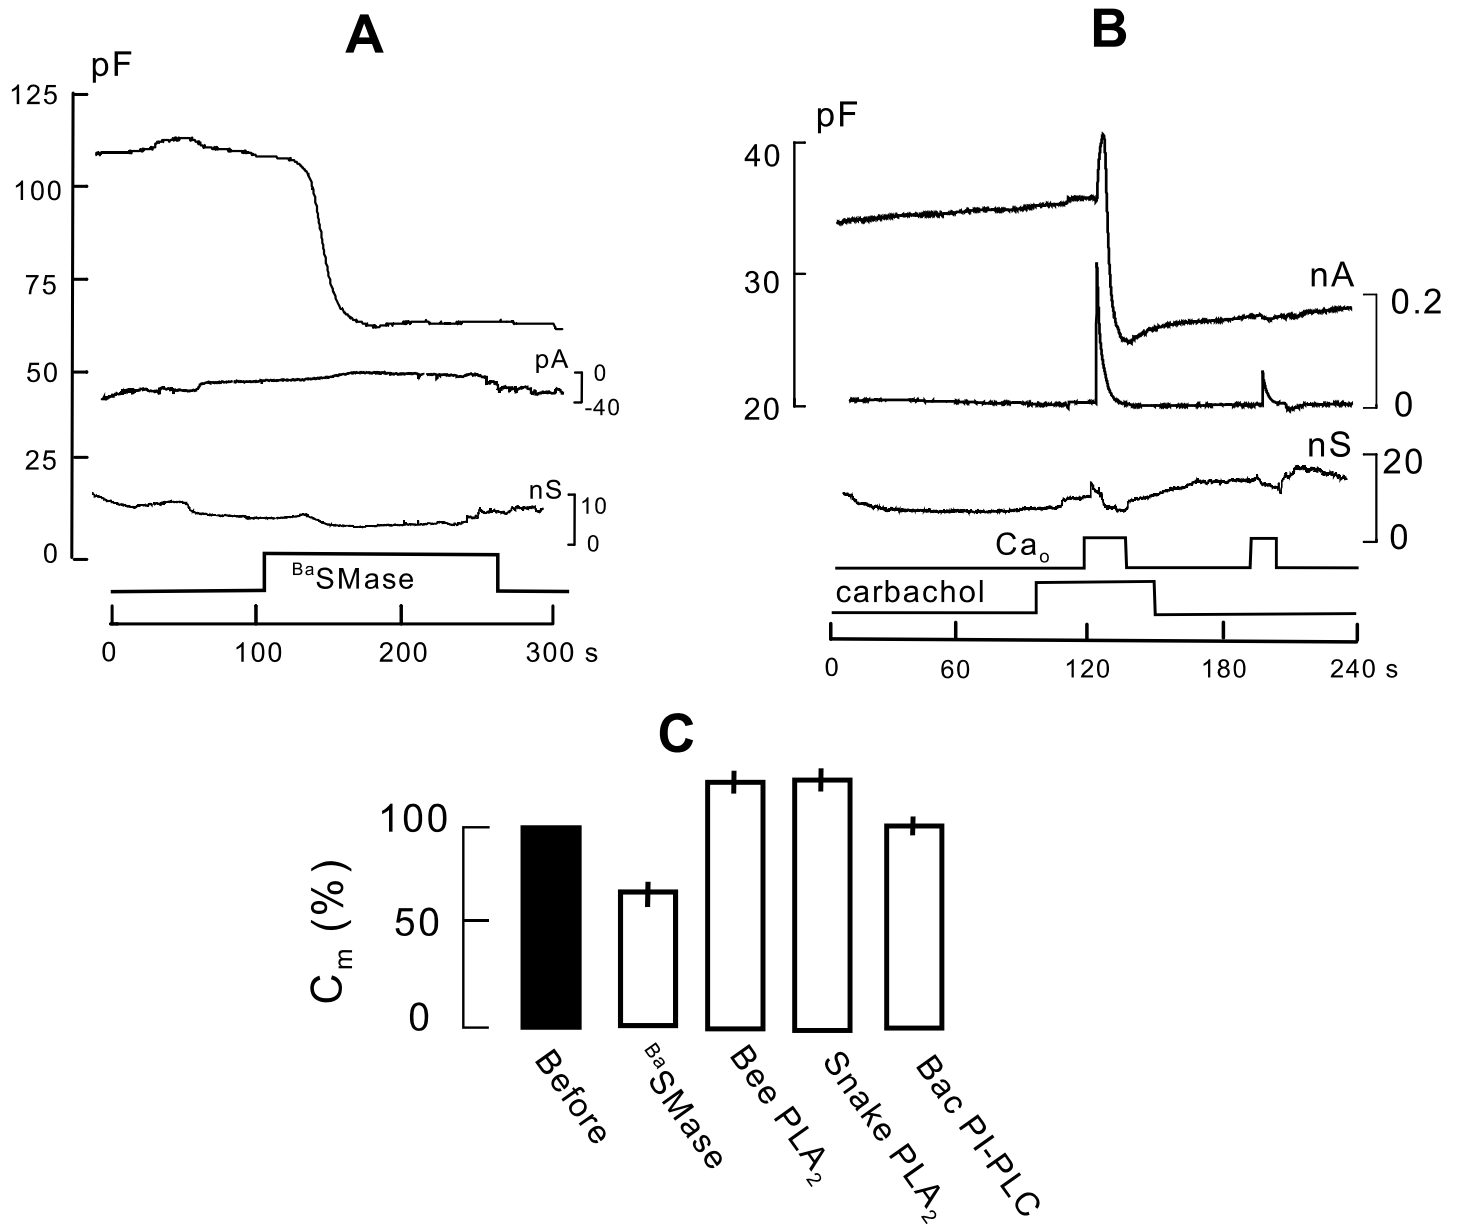 A
pF
125
100
75
50
25
0
pA
0
-40
nS
10
0
BaSMase
0 100 200 300 s
B
pF
40
30
20
nA
0.2
0
nS
20
0
Cao
carbachol
0 60 120 180 240 s
C
Cm (%)
100
50
0
Before
BaSMase
Bee PLA2
Snake PLA2
Bac PI-PLC